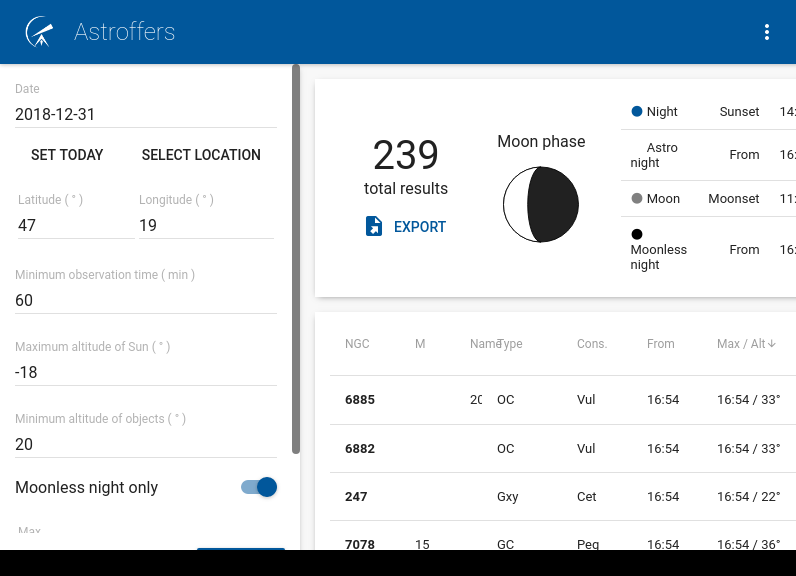 Astroffers
Date
2018-12-31
SET TODAY SELECT LOCATION
Latitude ( ° ) Longitude ( ° )
47 19
Minimum observation time ( min )
60
Maximum altitude of Sun ( ° )
-18
Minimum altitude of objects ( ° )
20
Moonless night only
Max
239
total results
EXPORT
Moon phase
Night Sunset 14:
Astro night From 16:
Moon Moonset 11:
Moonless night From 16:
NGC M Name Type Cons. From Max / Alt
6885 20 OC Vul 16:54 16:54 / 33°
6882 OC Vul 16:54 16:54 / 33°
247 Gxy Cet 16:54 16:54 / 22°
7078 15 GC Peg 16:54 16:54 / 36°